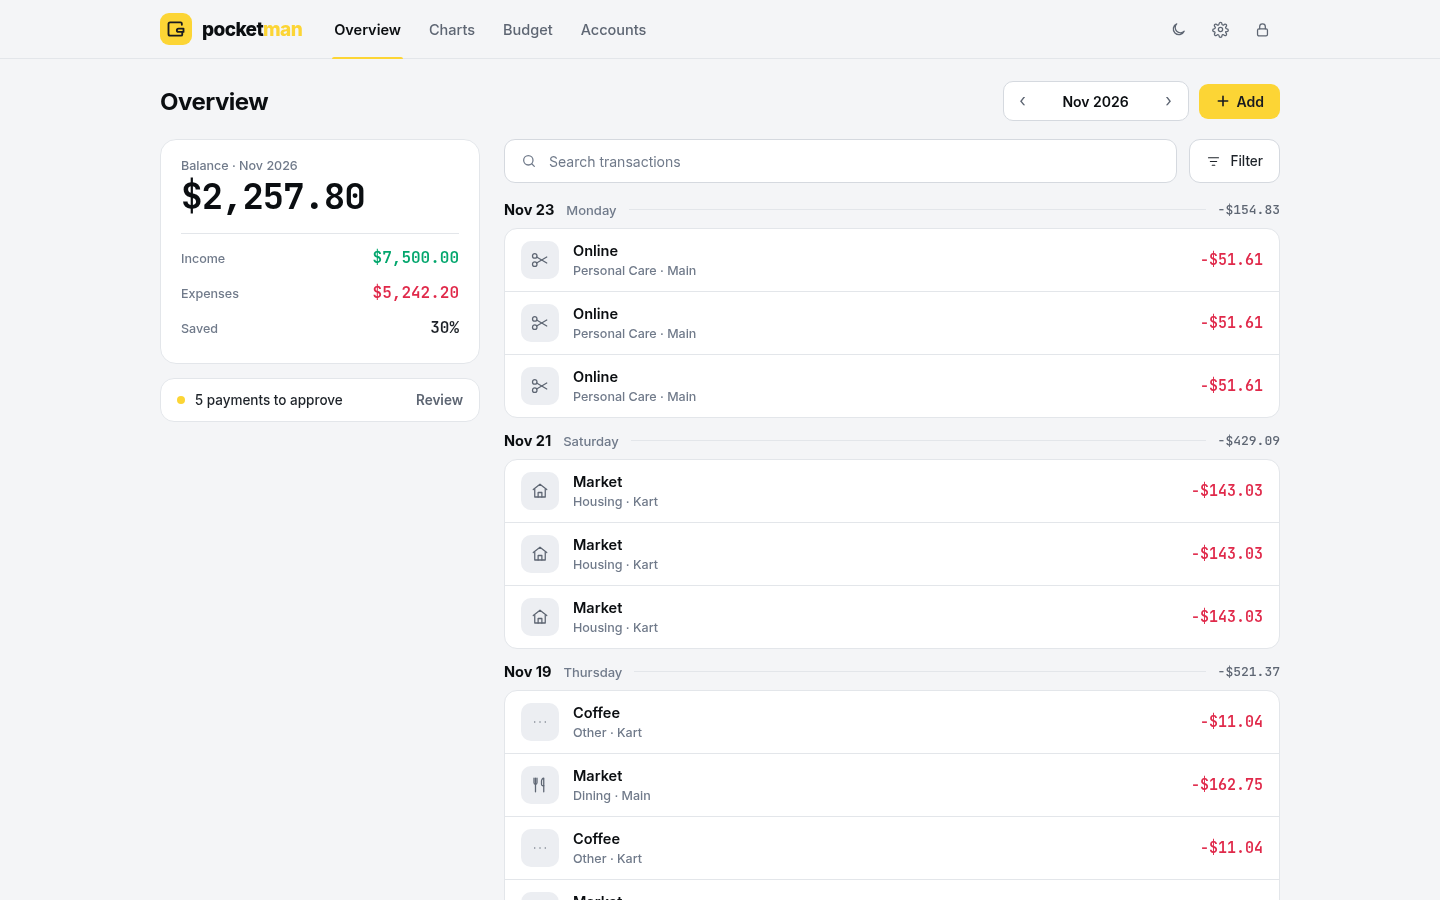 pocketman Overview Charts Budget Accounts
Overview
Nov 2026
Add
Balance · Nov 2026
$2,257.80
Income $7,500.00
Expenses $5,242.20
Saved 30%
5 payments to approve Review
Search transactions
Filter
Nov 23 Monday -$154.83
Online
Personal Care · Main
-$51.61
Online
Personal Care · Main
-$51.61
Online
Personal Care · Main
-$51.61
Nov 21 Saturday -$429.09
Market
Housing · Kart
-$143.03
Market
Housing · Kart
-$143.03
Market
Housing · Kart
-$143.03
Nov 19 Thursday -$521.37
Coffee
Other · Kart
-$11.04
Market
Dining · Main
-$162.75
Coffee
Other · Kart
-$11.04